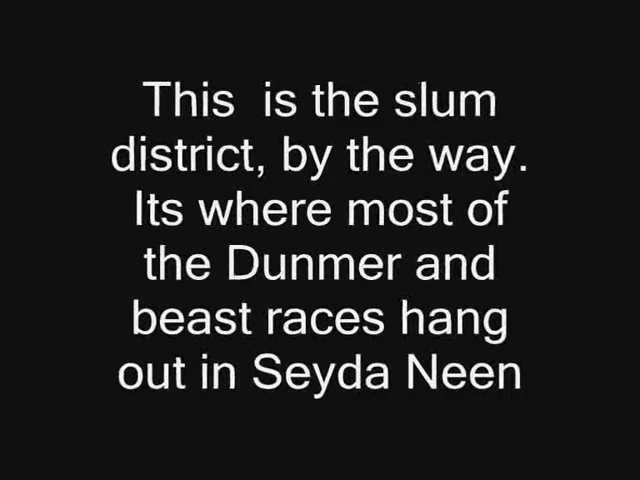 This  is the slum
district, by the way.
Its where most of
the Dunmer and
beast races hang
out in Seyda Neen